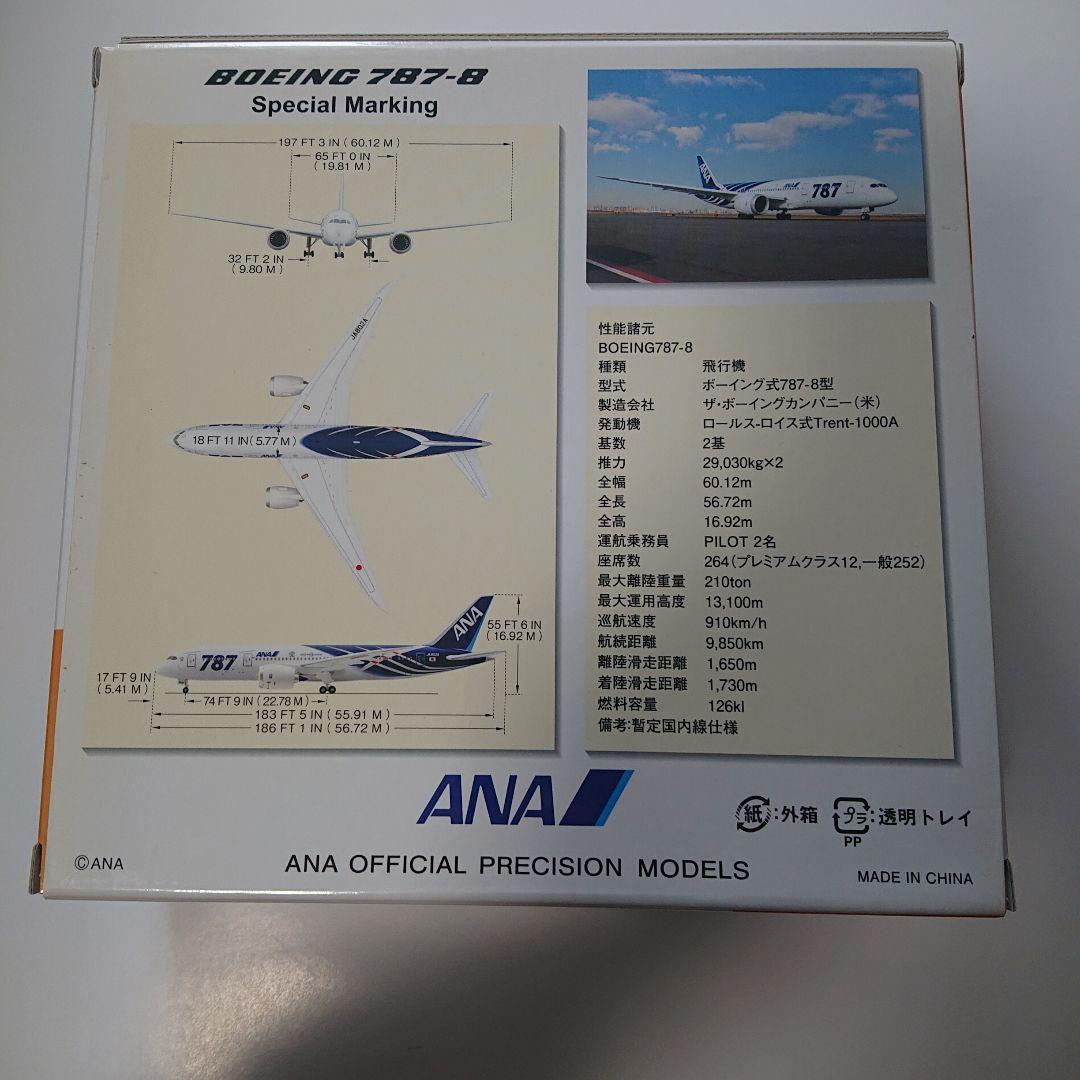 BOEING 787-8
Special Marking
197 FT 3 IN ( 60.12 M )
65 FT 0 IN
( 19.81 M )
32 FT 2 IN
( 9.80 M )
JA802A
18 FT 11 IN ( 5.77 M )
ANA
787
ANA
55 FT 6 IN
( 16.92 M )
17 FT 9 IN
( 5.41 M )
74 FT 9 IN ( 22.78 M )
183 FT 5 IN ( 55.91 M )
186 FT 1 IN ( 56.72 M )
ANA
ANA
787
性能諸元
BOEING787-8
種類 飛行機
型式 ボーイング式787-8型
製造会社 ザ・ボーイングカンパニー(米)
発動機 ロールス-ロイス式Trent-1000A
基数 2基
推力 29,030kg×2
全幅 60.12m
全長 56.72m
全高 16.92m
運航乗務員 PILOT 2名
座席数 264(プレミアムクラス12,一般252)
最大離陸重量 210ton
最大運用高度 13,100m
巡航速度 910km/h
航続距離 9,850km
離陸滑走距離 1,650m
着陸滑走距離 1,730m
燃料容量 126kl
備考:暫定国内線仕様
ANA
紙:外箱 プラ:透明トレイ
PP
©ANA
ANA OFFICIAL PRECISION MODELS
MADE IN CHINA